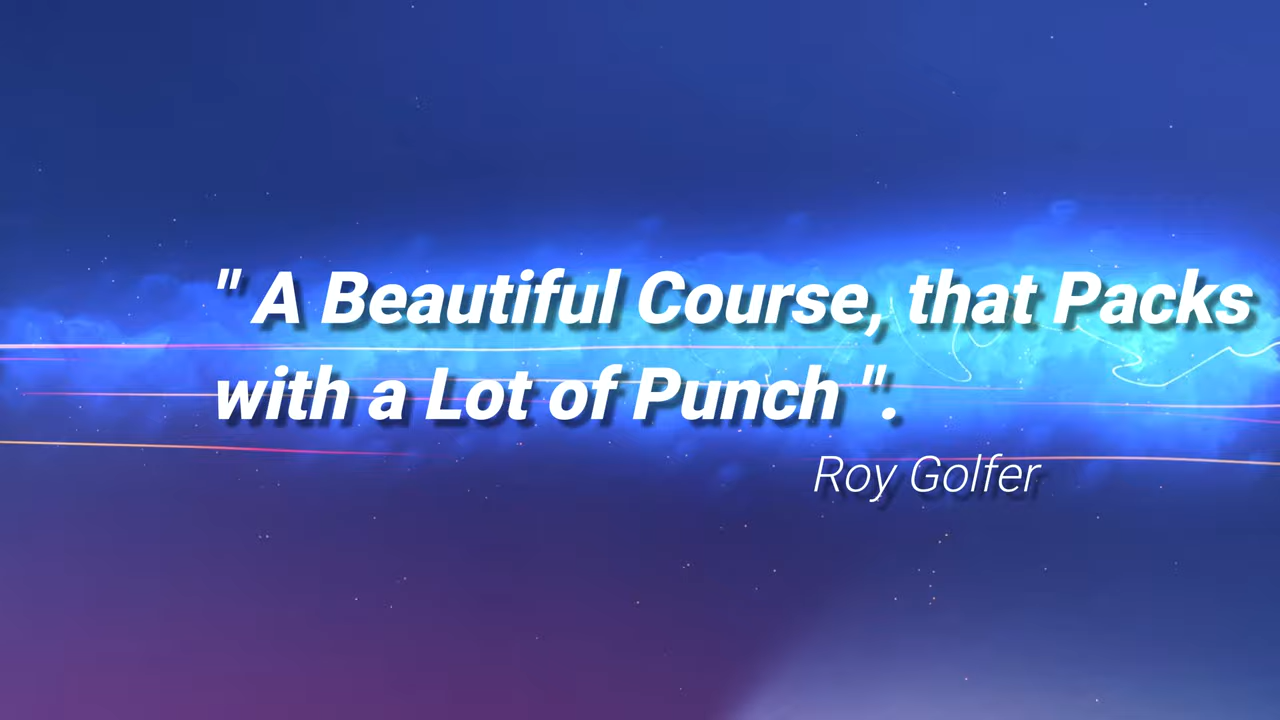 " A Beautiful Course, that Packs
with a Lot of Punch ".
Roy Golfer